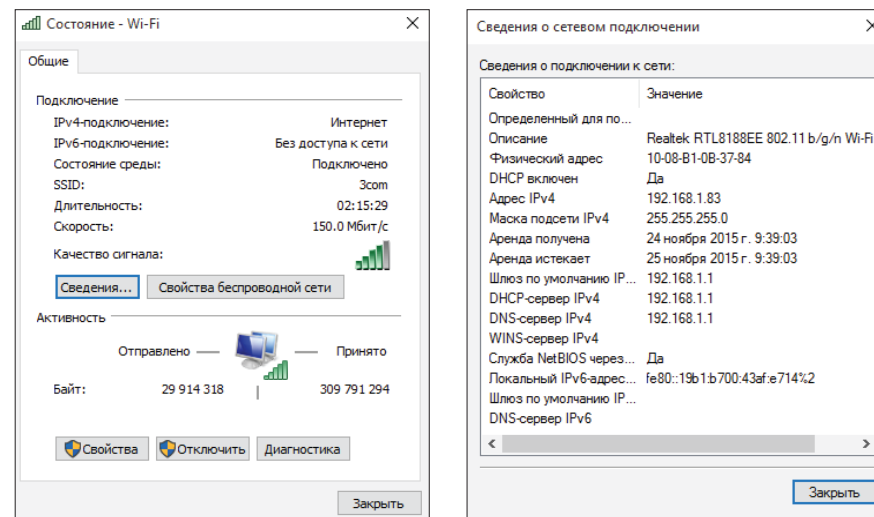 Состояние - Wi-Fi
Общие
Подключение
IPv4-подключение: Интернет
IPv6-подключение: Без доступа к сети
Состояние среды: Подключено
SSID: 3com
Длительность: 02:15:29
Скорость: 150.0 Мбит/с
Качество сигнала:
Сведения... Свойства беспроводной сети
Активность
Отправлено — — Принято
Байт: 29 914 318 | 309 791 294
Свойства Отключить Диагностика
Закрыть
Сведения о сетевом подключении
Сведения о подключении к сети:
Свойство Значение
Определенный для по...
Описание Realtek RTL8188EE 802.11 b/g/n Wi-Fi
Физический адрес 10-08-B1-0B-37-84
DHCP включен Да
Адрес IPv4 192.168.1.83
Маска подсети IPv4 255.255.255.0
Аренда получена 24 ноября 2015 г. 9:39:03
Аренда истекает 25 ноября 2015 г. 9:39:03
Шлюз по умолчанию IP... 192.168.1.1
DHCP-сервер IPv4 192.168.1.1
DNS-сервер IPv4 192.168.1.1
WINS-сервер IPv4
Служба NetBIOS через... Да
Локальный IPv6-адрес... fe80::19b1:b700:43af:e714%2
Шлюз по умолчанию IP...
DNS-сервер IPv6
Закрыть